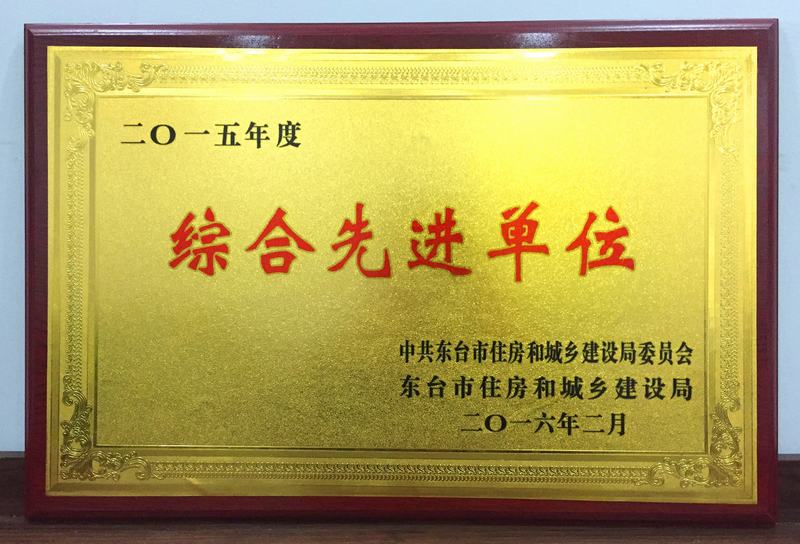 二〇一五年度
综合先进单位
中共东台市住房和城乡建设局委员会
东台市住房和城乡建设局
二〇一六年二月